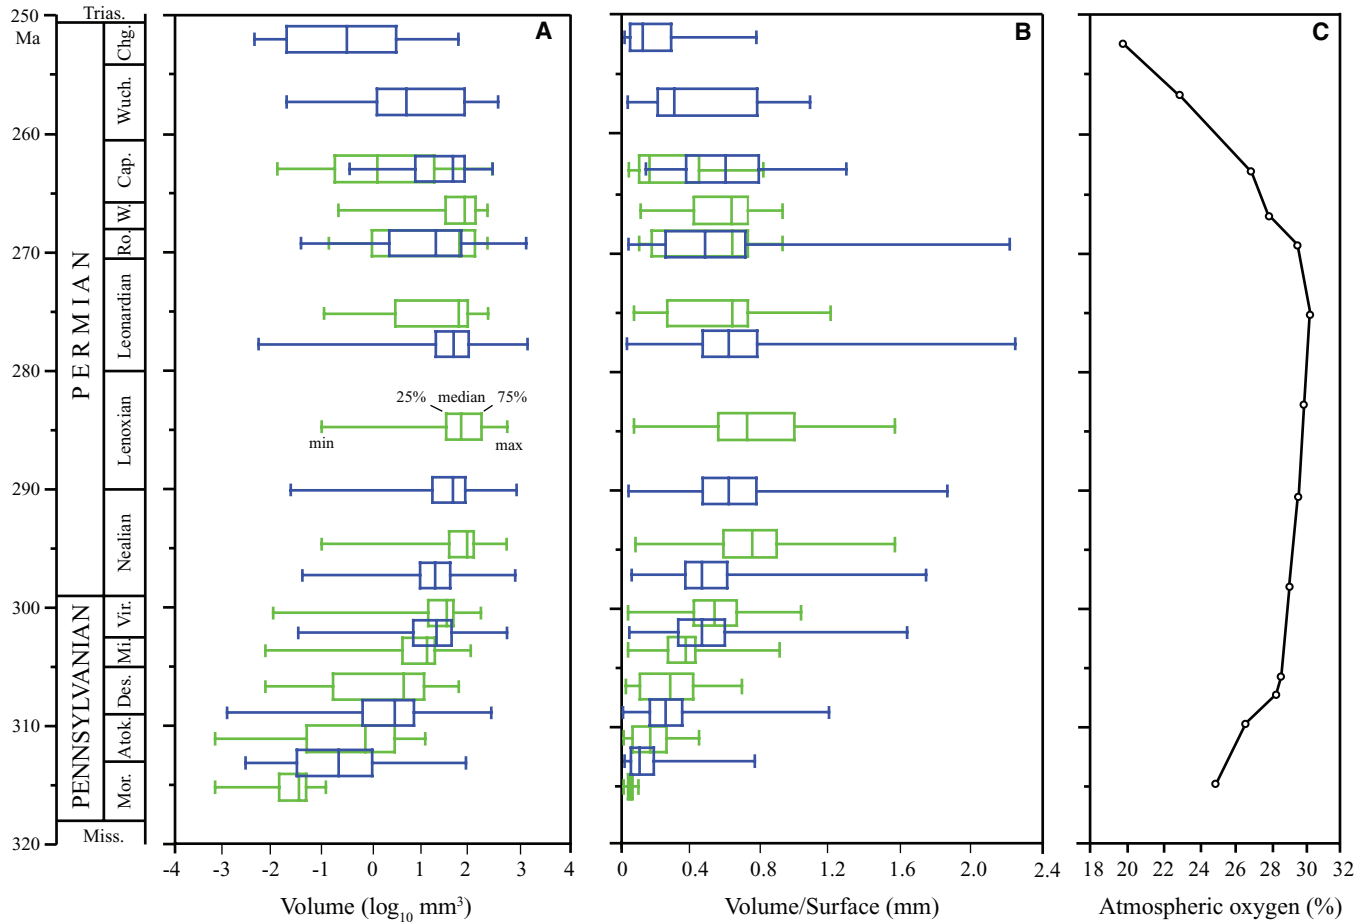 250
Ma
260
270
280
290
300
310
320
PERMIAN
PENNSYLVANIAN
Trias.
Chg.
Wuch.
Cap.
W.
Ro.
Leonardian
Lenoxian
Nealian
Vir.
Mi.
Des.
Atok.
Mor.
Miss.
A
25% median 75%
min
max
-4 -3 -2 -1 0 1 2 3 4
Volume (log10 mm3)
B
0 0.4 0.8 1.2 1.6 2.0 2.4
Volume/Surface (mm)
C
18 20 22 24 26 28 30 32
Atmospheric oxygen (%)